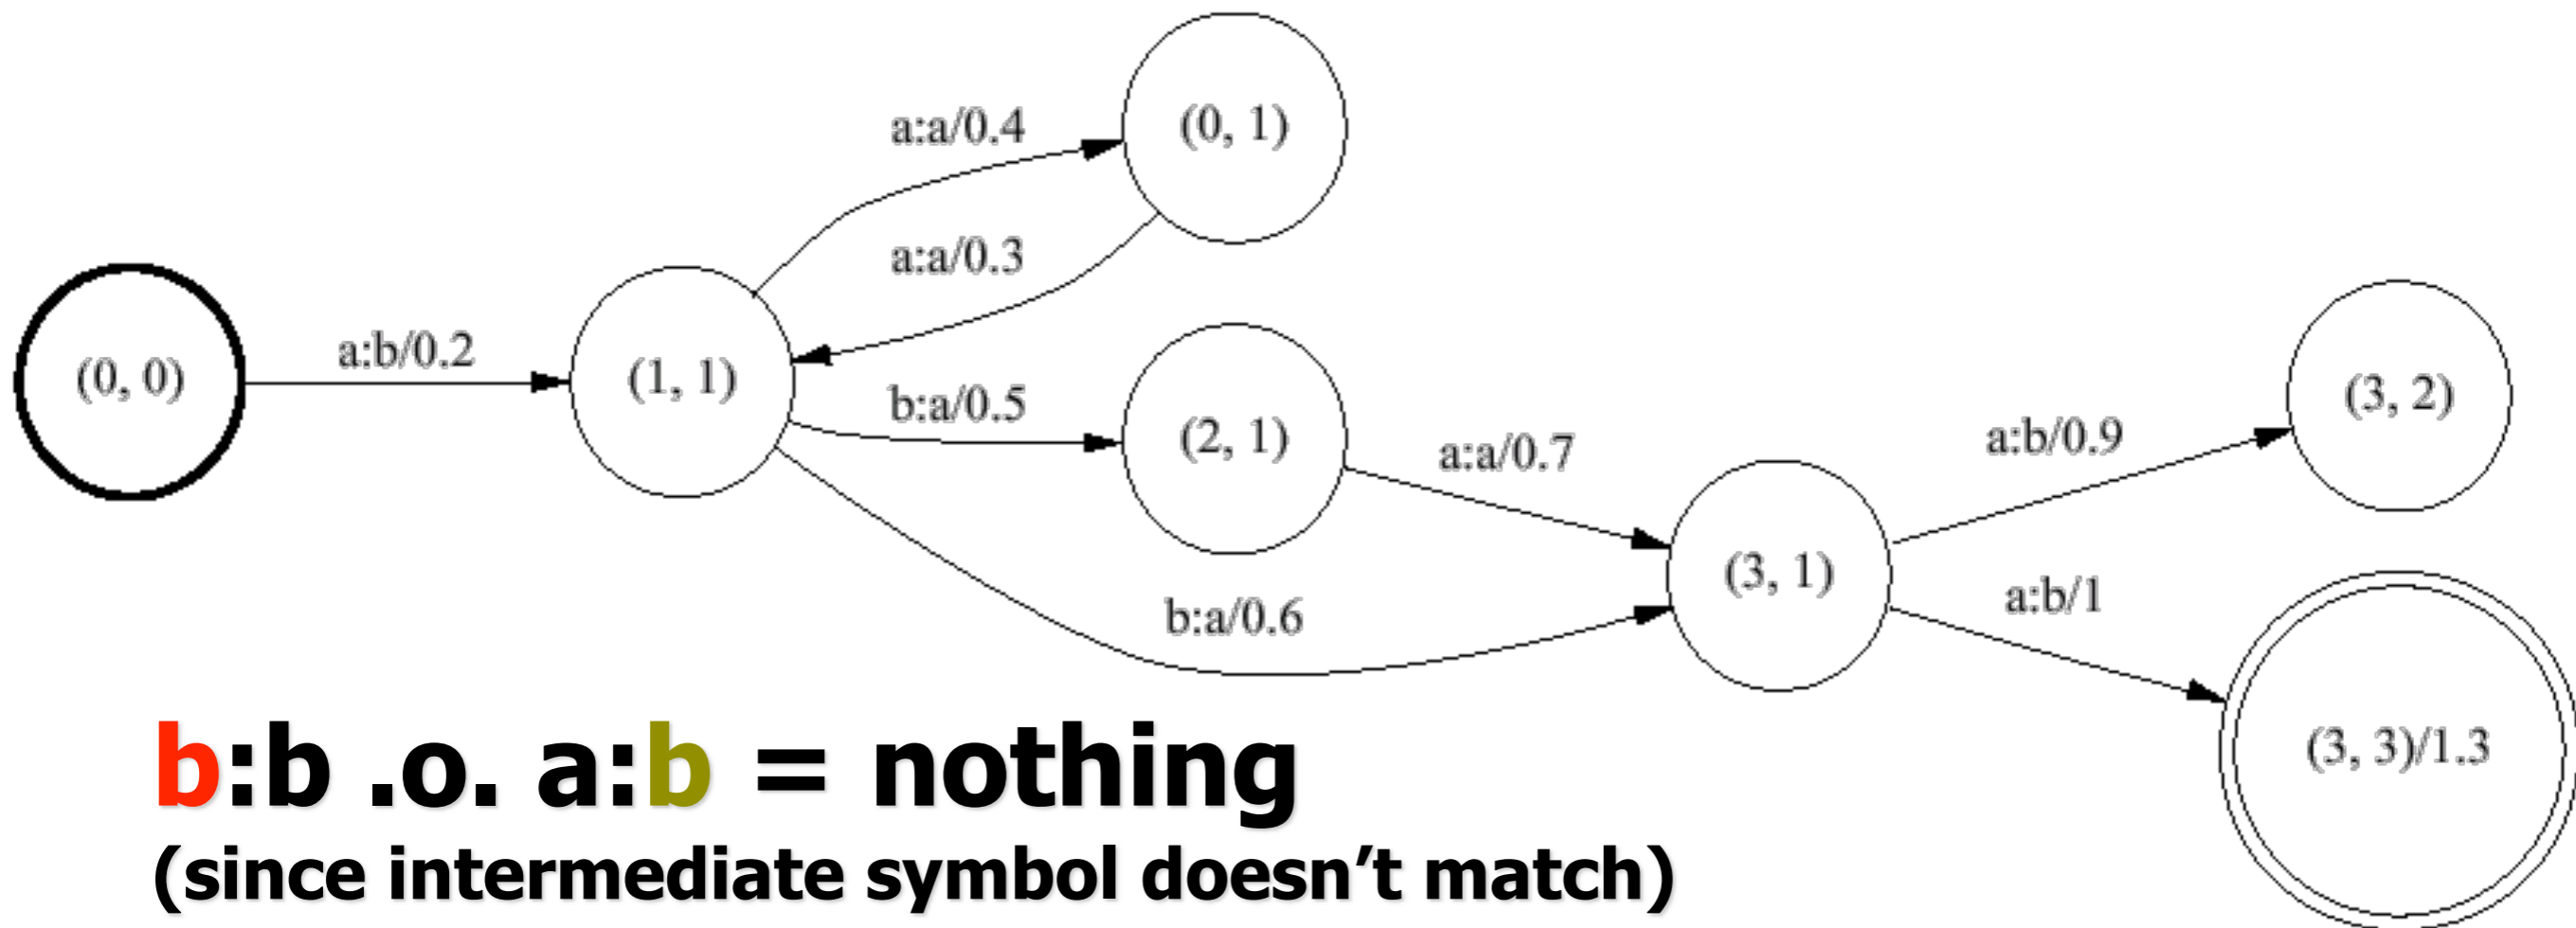 a:a/0.4
(0, 1)
a:a/0.3
(0, 0)
a:b/0.2
(1, 1)
b:a/0.5
(2, 1)
a:a/0.7
b:a/0.6
(3, 1)
a:b/0.9
(3, 2)
a:b/1
(3, 3)/1.3
b:b .o. a:b = nothing
(since intermediate symbol doesn’t match)